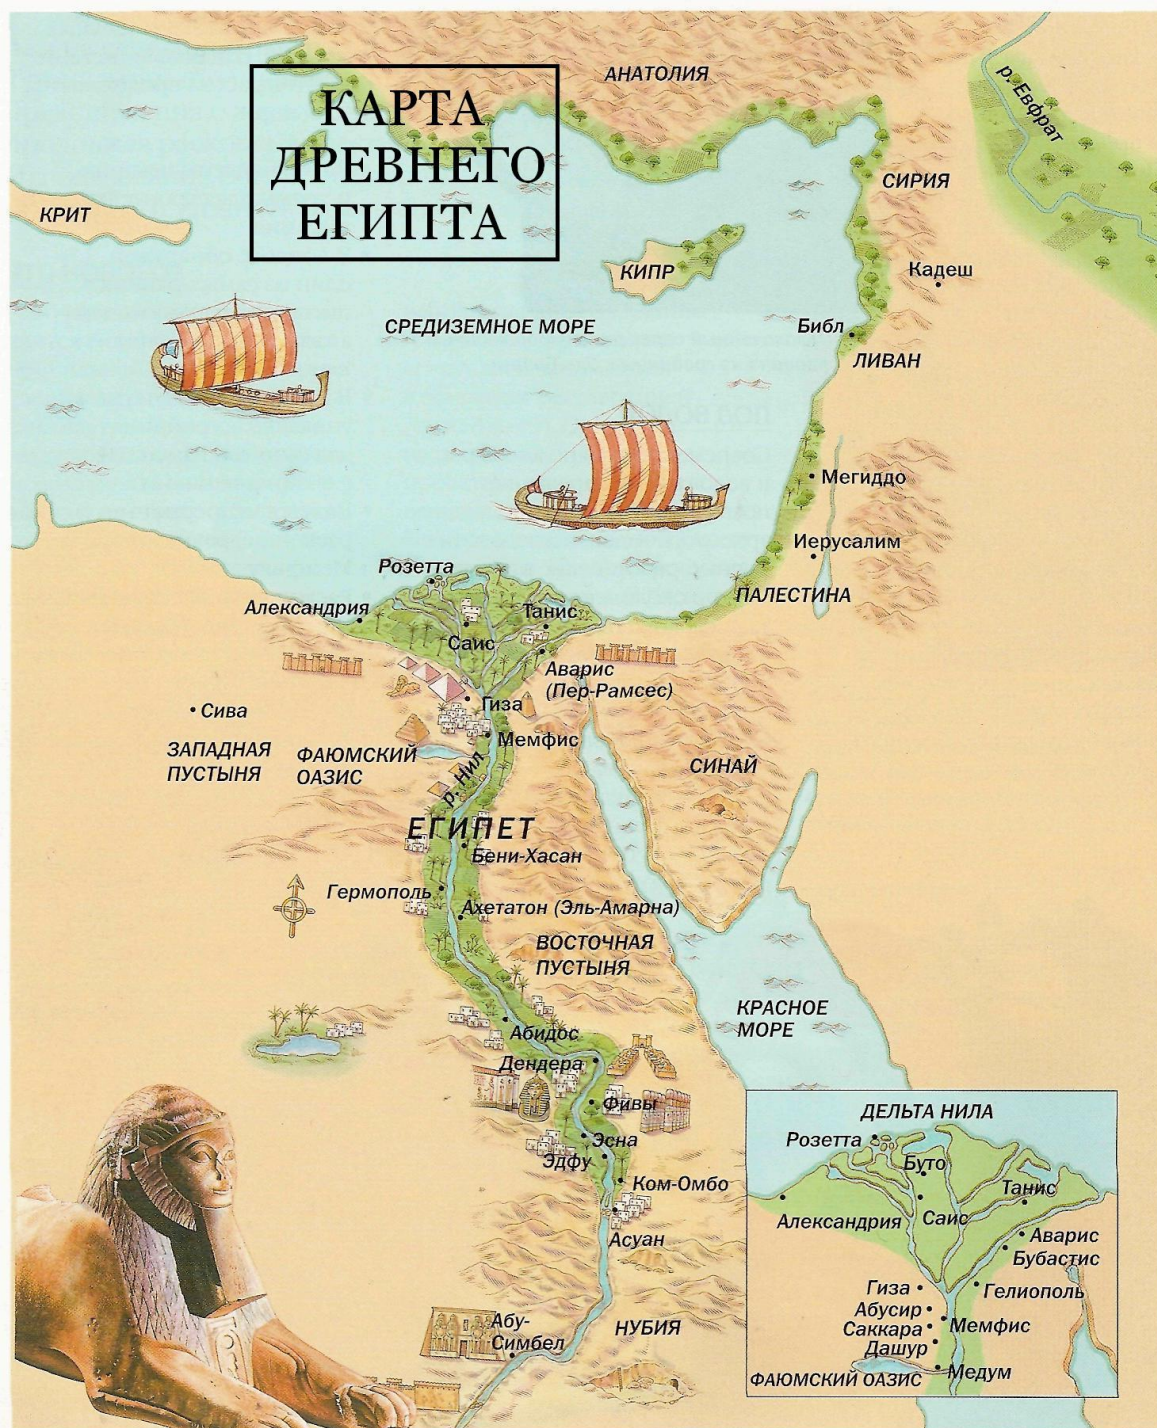 КАРТА
ДРЕВНЕГО
ЕГИПТА
АНАТОЛИЯ
р. Евфрат
СИРИЯ
КРИТ
КИПР
Кадеш
СРЕДИЗЕМНОЕ МОРЕ
Библ
ЛИВАН
Мегиддо
Иерусалим
ПАЛЕСТИНА
Розетта
Александрия
Танис
Саис
Аварис
(Пер-Рамсес)
Гиза
Сива
Мемфис
ЗАПАДНАЯ
ПУСТЫНЯ
ФАЮМСКИЙ
ОАЗИС
р. Нил
СИНАЙ
ЕГИПЕТ
Бени-Хасан
Гермополь
Ахетатон (Эль-Амарна)
ВОСТОЧНАЯ
ПУСТЫНЯ
КРАСНОЕ
МОРЕ
Абидос
Дендера
Фивы
Эсна
Эдфу
Ком-Омбо
Асуан
Абу-
Симбел
НУБИЯ
ДЕЛЬТА НИЛА
Розетта
Буто
Танис
Александрия
Саис
Аварис
Бубастис
Гиза
Гелиополь
Абусир
Саккара
Мемфис
Дашур
Медум
ФАЮМСКИЙ ОАЗИС